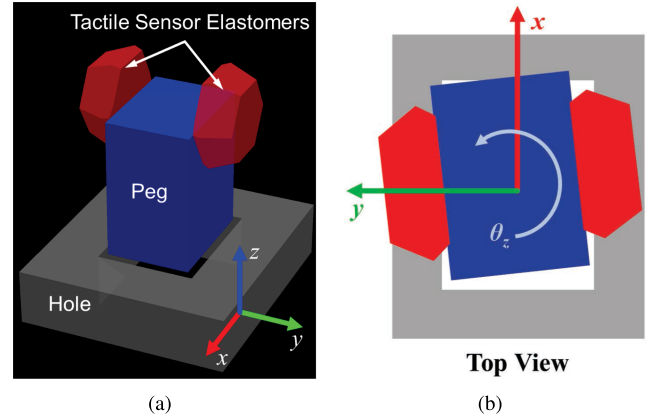 Tactile Sensor Elastomers
Peg
Hole
z
y
x
(a)
x
y
θz
Top View
(b)